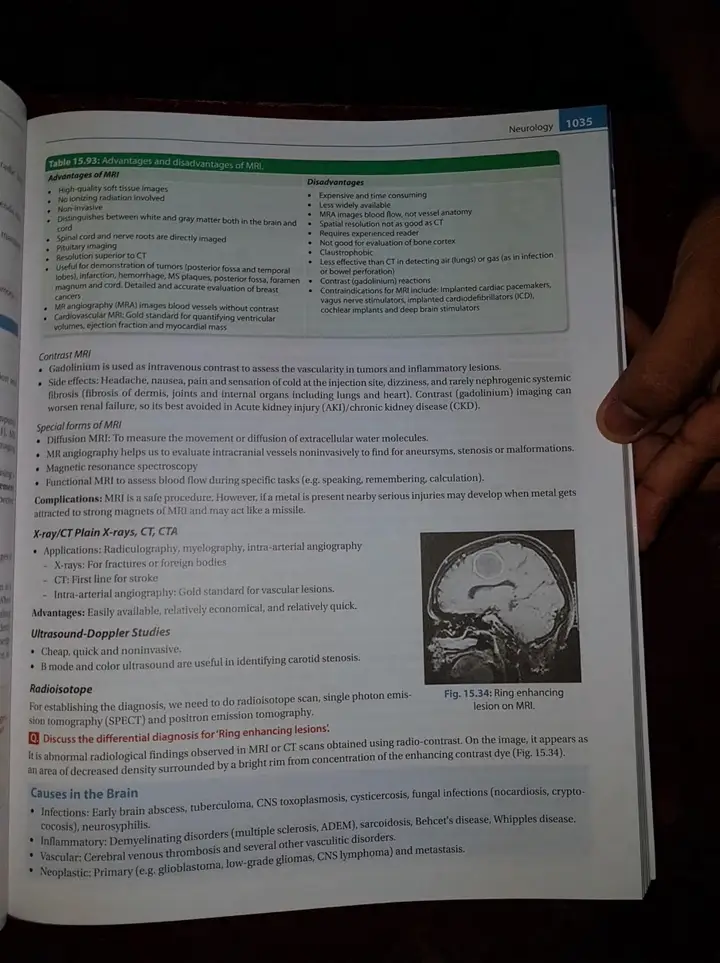 Neurology 1035
Table 15.93: Advantages and disadvantages of MRI.
Advantages of MRI
• High-quality soft tissue images
• No ionizing radiation involved
• Non-invasive
• Distinguishes between white and gray matter both in the brain and
cord
• Spinal cord and nerve roots are directly imaged
• Pituitary imaging
• Resolution superior to CT
• Useful for demonstration of tumors (posterior fossa and temporal
lobes), infarction, hemorrhage, MS plaques, posterior fossa, foramen
magnum and cord. Detailed and accurate evaluation of breast
cancers
• MR angiography (MRA) images blood vessels without contrast
• Cardiovascular MRI; Gold standard for quantifying ventricular
volumes, ejection fraction and myocardial mass
Disadvantages
• Expensive and time consuming
• Less widely available
• MRA images blood flow, not vessel anatomy
• Spatial resolution not as good as CT
• Requires experienced reader
• Not good for evaluation of bone cortex
• Claustrophobic
• Less effective than CT in detecting air (lungs) or gas (as in infection
or bowel perforation)
• Contrast (gadolinium) reactions
• Contraindications for MRI include: Implanted cardiac pacemakers,
vagus nerve stimulators, implanted cardiodefibrillators (ICD),
cochlear implants and deep brain stimulators
Contrast MRI
• Gadolinium is used as intravenous contrast to assess the vascularity in tumors and inflammatory lesions.
• Side effects: Headache, nausea, pain and sensation of cold at the injection site, dizziness, and rarely nephrogenic systemic
fibrosis (fibrosis of dermis, joints and internal organs including lungs and heart). Contrast (gadolinium) imaging can
worsen renal failure, so its best avoided in Acute kidney injury (AKI)/chronic kidney disease (CKD).
Special forms of MRI
• Diffusion MRI: To measure the movement or diffusion of extracellular water molecules.
• MR angiography helps us to evaluate intracranial vessels noninvasively to find for aneursyms, stenosis or malformations.
• Magnetic resonance spectroscopy
• Functional MRI to assess blood flow during specific tasks (e.g. speaking, remembering, calculation).
Complications: MRI is a safe procedure. However, if a metal is present nearby serious injuries may develop when metal gets
attracted to strong magnets of MRI and may act like a missile.
X-ray/CT Plain X-rays, CT, CTA
• Applications: Radiculography, myelography, intra-arterial angiography
- X-rays: For fractures or foreign bodies
- CT: First line for stroke
- Intra-arterial angiography: Gold standard for vascular lesions.
Advantages: Easily available, relatively economical, and relatively quick.
Ultrasound-Doppler Studies
• Cheap, quick and noninvasive.
• B mode and color ultrasound are useful in identifying carotid stenosis.
Radioisotope
For establishing the diagnosis, we need to do radioisotope scan, single photon emis-
sion tomography (SPECT) and positron emission tomography.
Fig. 15.34: Ring enhancing
lesion on MRI.
Q. Discuss the differential diagnosis for 'Ring enhancing lesions'.
It is abnormal radiological findings observed in MRI or CT scans obtained using radio-contrast. On the image, it appears as
an area of decreased density surrounded by a bright rim from concentration of the enhancing contrast dye (Fig. 15.34).
Causes in the Brain
• Infections: Early brain abscess, tuberculoma, CNS toxoplasmosis, cysticercosis, fungal infections (nocardiosis, crypto-
cocosis), neurosyphilis.
• Inflammatory: Demyelinating disorders (multiple sclerosis, ADEM), sarcoidosis, Behcet's disease, Whipples disease.
• Vascular: Cerebral venous thrombosis and several other vasculitic disorders.
• Neoplastic: Primary (e.g. glioblastoma, low-grade gliomas, CNS lymphoma) and metastasis.